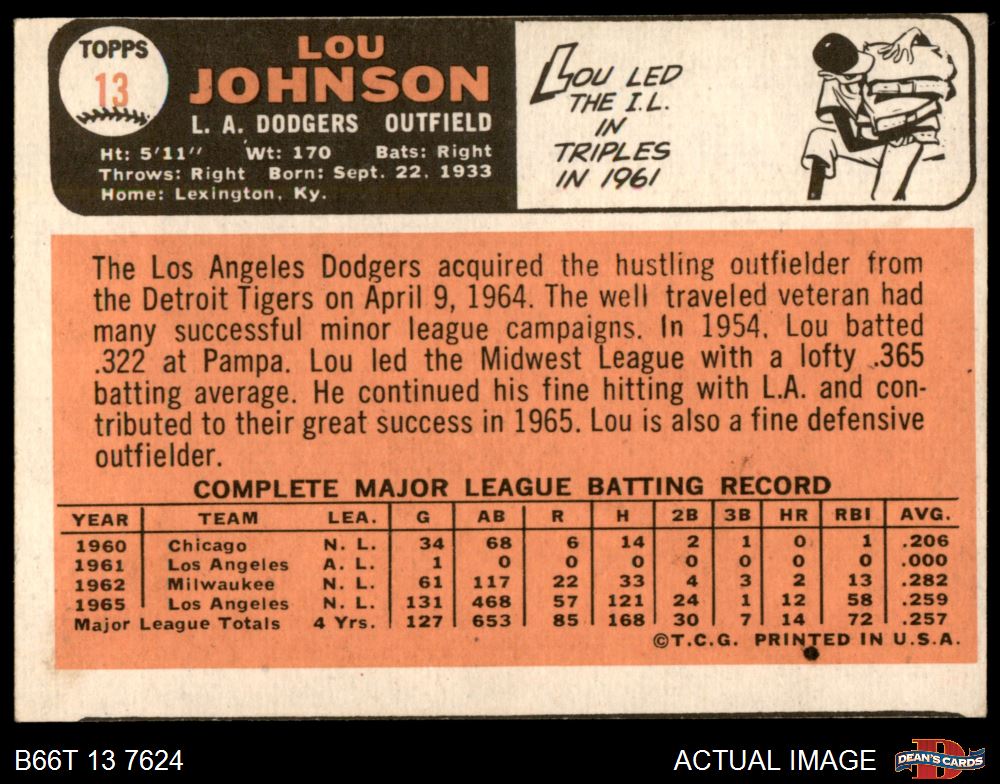 TOPPS
13
LOU
JOHNSON
L. A. DODGERS OUTFIELD
Ht: 5'11" Wt: 170 Bats: Right
Throws: Right Born: Sept. 22, 1933
Home: Lexington, Ky.
LOU LED
THE I.L.
IN
TRIPLES
IN 1961
The Los Angeles Dodgers acquired the hustling outfielder from
the Detroit Tigers on April 9, 1964. The well traveled veteran had
many successful minor league campaigns. In 1954, Lou batted
.322 at Pampa. Lou led the Midwest League with a lofty .365
batting average. He continued his fine hitting with L.A. and con-
tributed to their great success in 1965. Lou is also a fine defensive
outfielder.
COMPLETE MAJOR LEAGUE BATTING RECORD
YEAR TEAM LEA. G AB R H 2B 3B HR RBI AVG.
1960 Chicago N. L. 34 68 6 14 2 1 0 1 .206
1961 Los Angeles A. L. 1 0 0 0 0 0 0 0 .000
1962 Milwaukee N. L. 61 117 22 33 4 3 2 13 .282
1965 Los Angeles N. L. 131 468 57 121 24 1 12 58 .259
Major League Totals 4 Yrs. 127 653 85 168 30 7 14 72 .257
©T.C.G. PRINTED IN U.S.A.
B66T 13 7624 ACTUAL IMAGE
DEAN'S CARDS